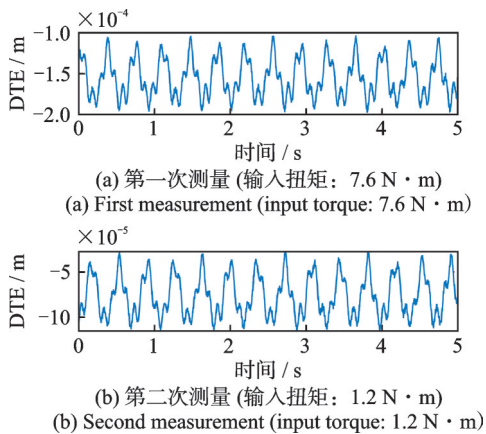 ×10⁻⁴
−1.0
−1.5
−2.0
DTE / m
0 1 2 3 4 5
时间 / s
(a) 第一次测量 (输入扭矩：7.6 N・m)
(a) First measurement (input torque: 7.6 N・m)
×10⁻⁵
−5
−10
DTE / m
0 1 2 3 4 5
时间 / s
(b) 第二次测量 (输入扭矩：1.2 N・m)
(b) Second measurement (input torque: 1.2 N・m)